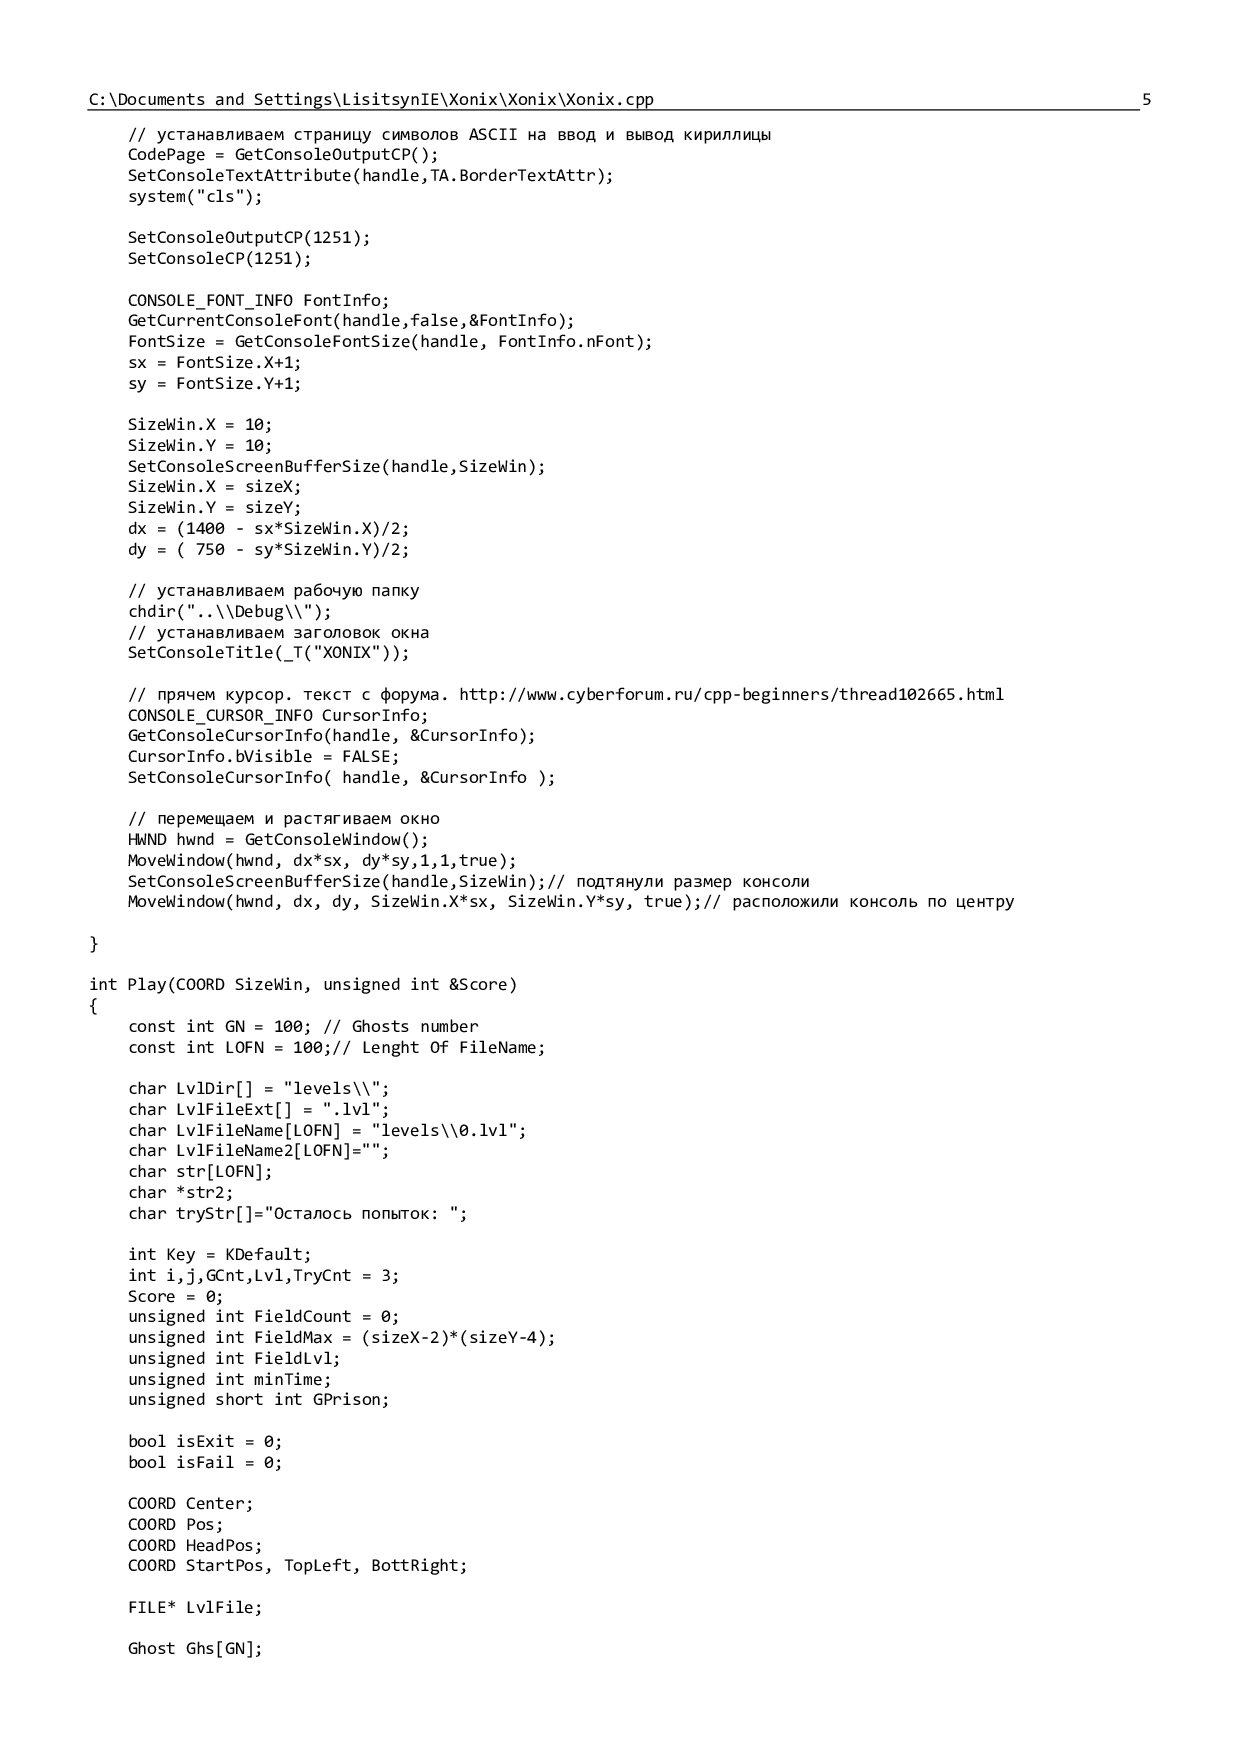 C:\Documents and Settings\LisitsynIE\Xonix\Xonix\Xonix.cpp 5
// устанавливаем страницу символов ASCII на ввод и вывод кириллицы
CodePage = GetConsoleOutputCP();
SetConsoleTextAttribute(handle,TA.BorderTextAttr);
system("cls");
SetConsoleOutputCP(1251);
SetConsoleCP(1251);
CONSOLE_FONT_INFO FontInfo;
GetCurrentConsoleFont(handle,false,&FontInfo);
FontSize = GetConsoleFontSize(handle, FontInfo.nFont);
sx = FontSize.X+1;
sy = FontSize.Y+1;
SizeWin.X = 10;
SizeWin.Y = 10;
SetConsoleScreenBufferSize(handle,SizeWin);
SizeWin.X = sizeX;
SizeWin.Y = sizeY;
dx = (1400 - sx*SizeWin.X)/2;
dy = ( 750 - sy*SizeWin.Y)/2;
// устанавливаем рабочую папку
chdir("..\\Debug\\");
// устанавливаем заголовок окна
SetConsoleTitle(_T("XONIX"));
// прячем курсор. текст с форума. http://www.cyberforum.ru/cpp-beginners/thread102665.html
CONSOLE_CURSOR_INFO CursorInfo;
GetConsoleCursorInfo(handle, &CursorInfo);
CursorInfo.bVisible = FALSE;
SetConsoleCursorInfo( handle, &CursorInfo );
// перемещаем и растягиваем окно
HWND hwnd = GetConsoleWindow();
MoveWindow(hwnd, dx*sx, dy*sy,1,1,true);
SetConsoleScreenBufferSize(handle,SizeWin);// подтянули размер консоли
MoveWindow(hwnd, dx, dy, SizeWin.X*sx, SizeWin.Y*sy, true);// расположили консоль по центру
}
int Play(COORD SizeWin, unsigned int &Score)
{
const int GN = 100; // Ghosts number
const int LOFN = 100;// Lenght Of FileName;
char LvlDir[] = "levels\\";
char LvlFileExt[] = ".lvl";
char LvlFileName[LOFN] = "levels\\0.lvl";
char LvlFileName2[LOFN]="";
char str[LOFN];
char *str2;
char tryStr[]="Осталось попыток: ";
int Key = KDefault;
int i,j,GCnt,Lvl,TryCnt = 3;
Score = 0;
unsigned int FieldCount = 0;
unsigned int FieldMax = (sizeX-2)*(sizeY-4);
unsigned int FieldLvl;
unsigned int minTime;
unsigned short int GPrison;
bool isExit = 0;
bool isFail = 0;
COORD Center;
COORD Pos;
COORD HeadPos;
COORD StartPos, TopLeft, BottRight;
FILE* LvlFile;
Ghost Ghs[GN];